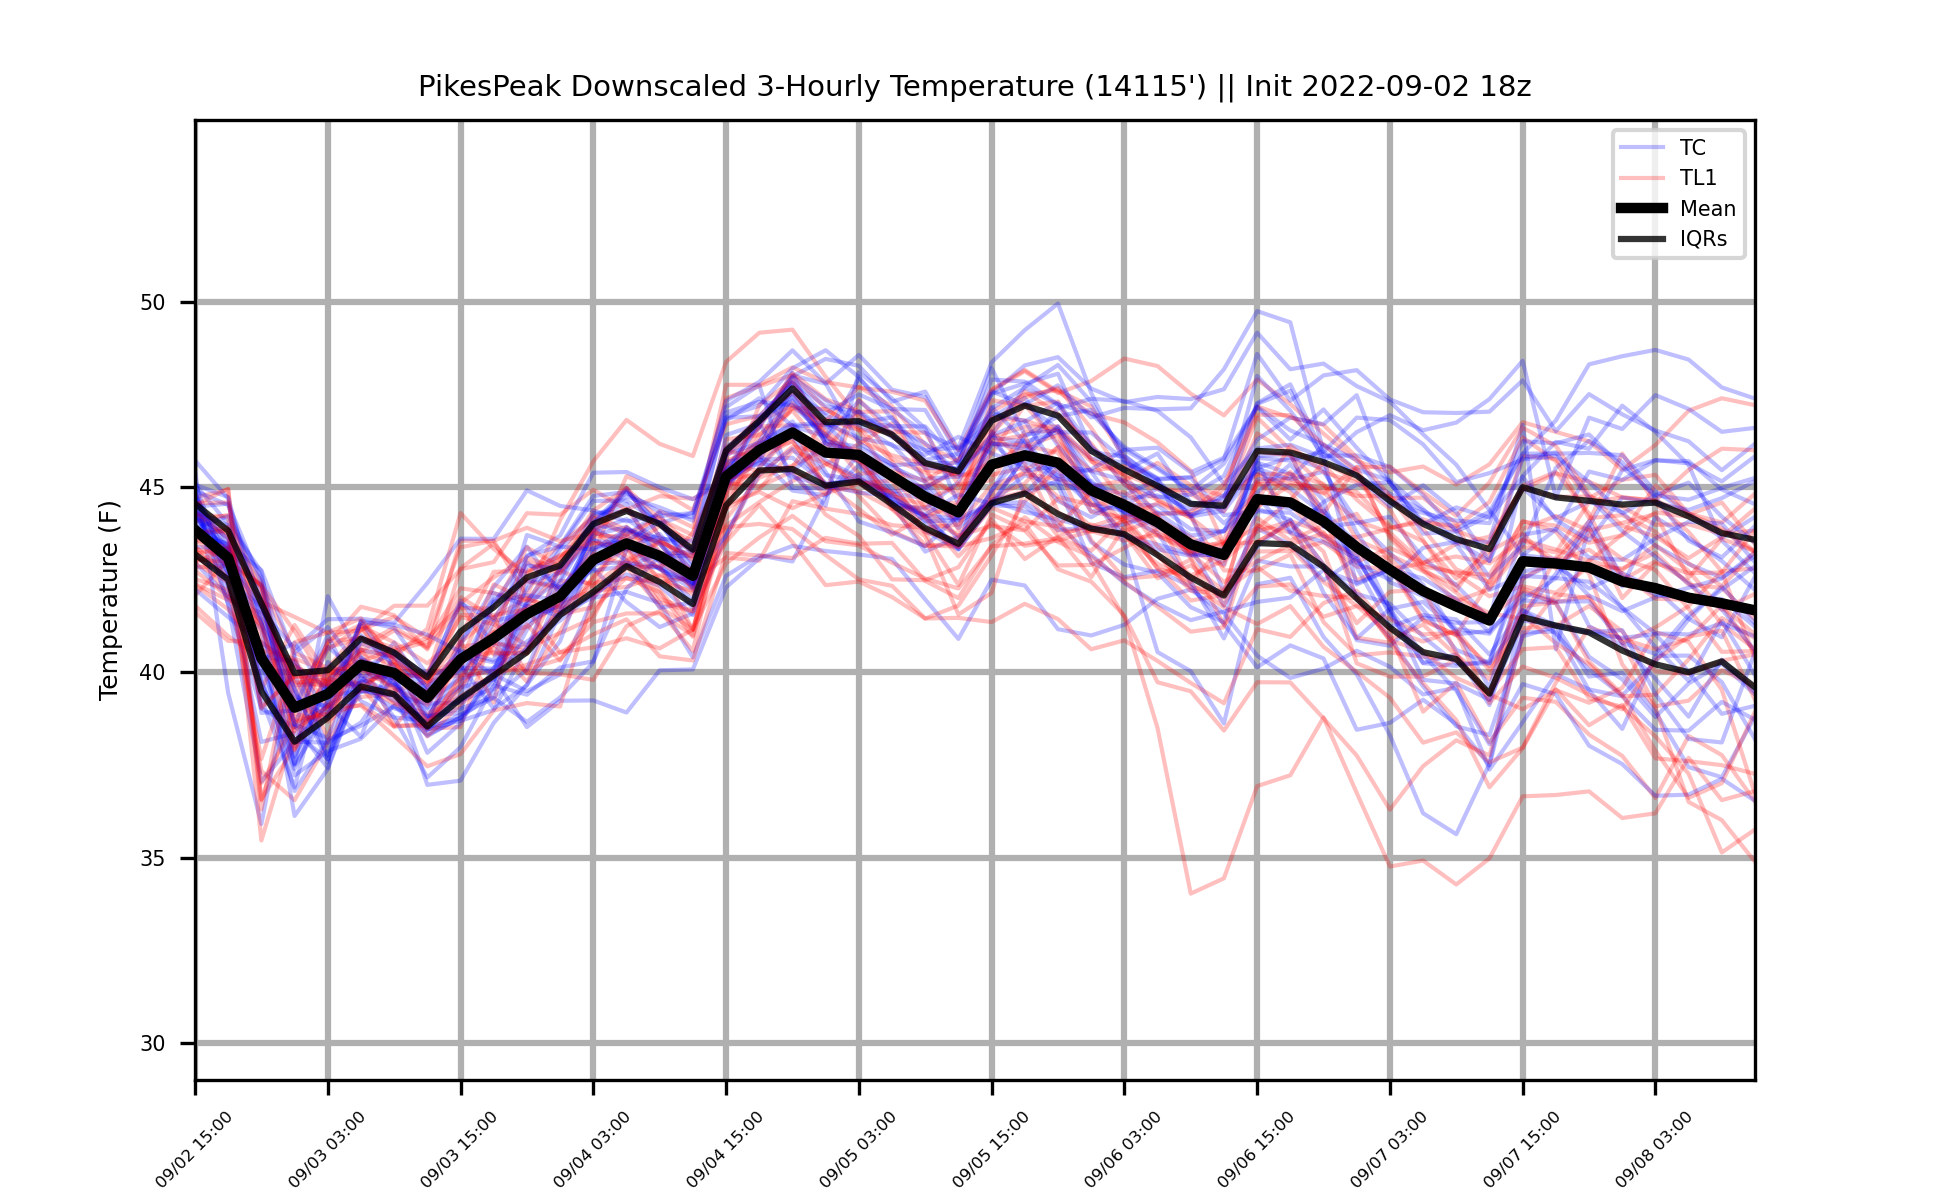 PikesPeak Downscaled 3-Hourly Temperature (14115') || Init 2022-09-02 18z
TC
TL1
Mean
IQRs
Temperature (F)
50
45
40
35
30
09/02 15:00
09/03 03:00
09/03 15:00
09/04 03:00
09/04 15:00
09/05 03:00
09/05 15:00
09/06 03:00
09/06 15:00
09/07 03:00
09/07 15:00
09/08 03:00